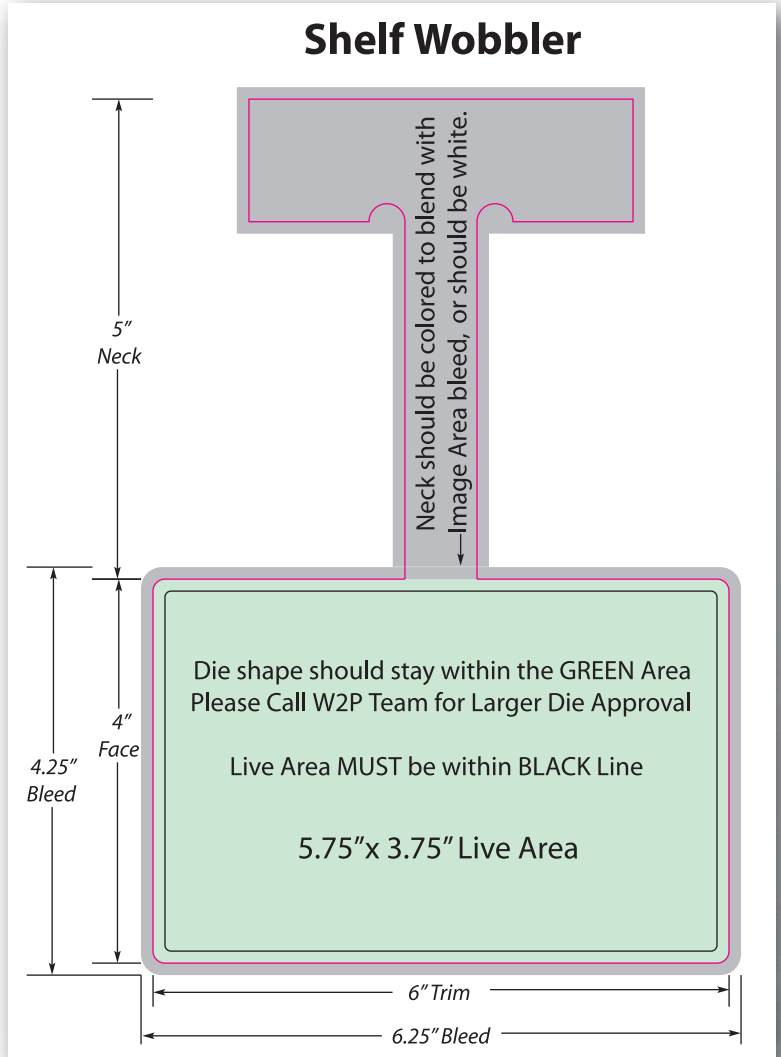 Shelf Wobbler
Neck should be colored to blend with
Image Area bleed, or should be white.
5"
Neck
Die shape should stay within the GREEN Area
Please Call W2P Team for Larger Die Approval
4"
Face
4.25"
Bleed
Live Area MUST be within BLACK Line
5.75"x 3.75" Live Area
6" Trim
6.25" Bleed